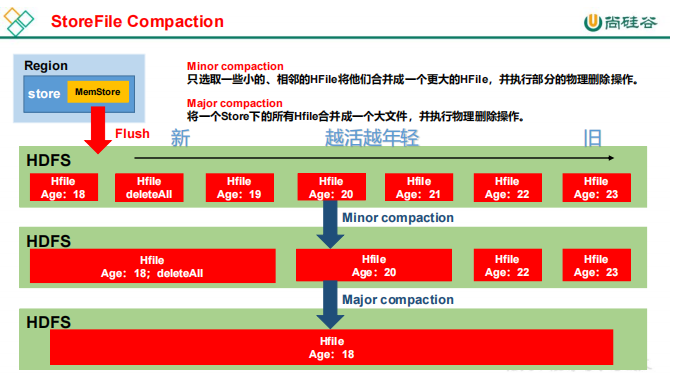 StoreFile Compaction
尚硅谷
Region
store
MemStore
Flush
Minor compaction
只选取一些小的、相邻的HFile将他们合并成一个更大的HFile，并执行部分的物理删除操作。
Major compaction
将一个Store下的所有Hfile合并成一个大文件，并执行物理删除操作。
新 越活越年轻 旧
HDFS
Hfile
Age：18
Hfile
deleteAll
Hfile
Age：19
Hfile
Age：20
Hfile
Age：21
Hfile
Age：22
Hfile
Age：23
Minor compaction
HDFS
Hfile
Age：18；deleteAll
Hfile
Age：20
Hfile
Age：22
Hfile
Age：23
Major compaction
HDFS
Hfile
Age：18